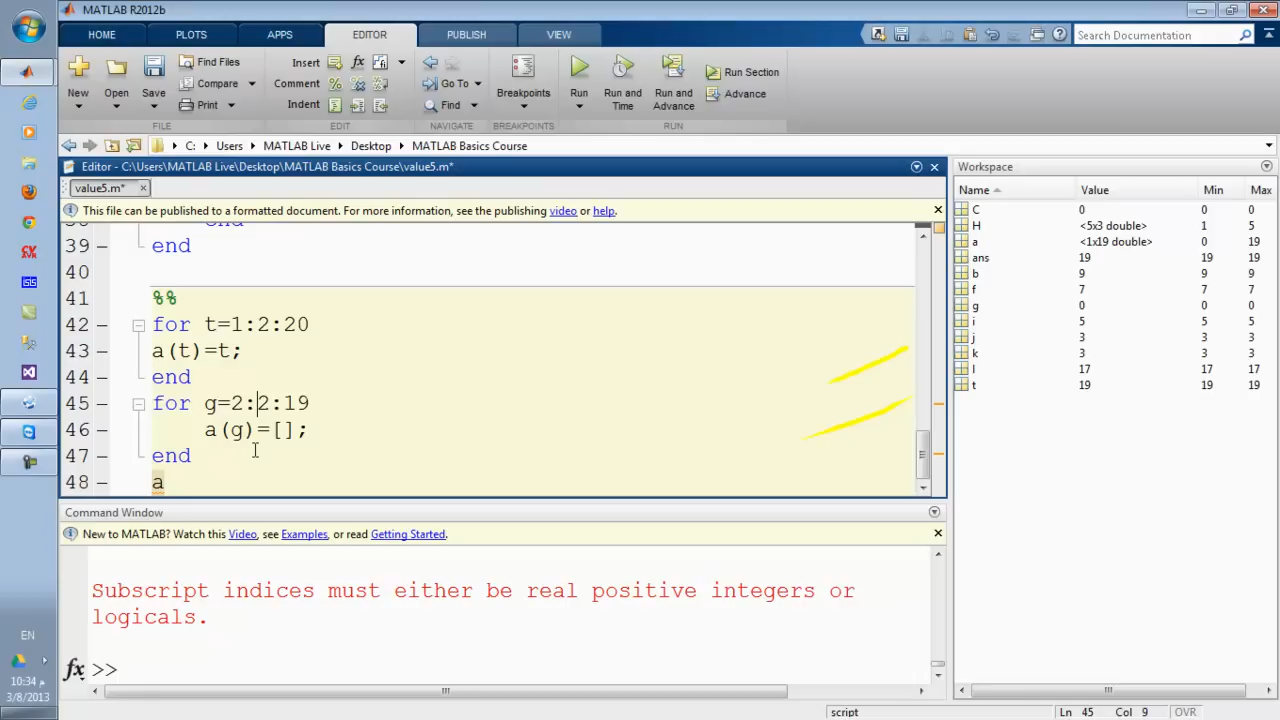 MATLAB R2012b
HOME PLOTS APPS EDITOR PUBLISH VIEW
Search Documentation
New Open Save Find Files Compare Print
Insert Comment Indent fx
Go To Find
Breakpoints
Run Run and Time Run and Advance Run Section Advance
FILE EDIT NAVIGATE BREAKPOINTS RUN
C: Users MATLAB Live Desktop MATLAB Basics Course
Editor - C:\Users\MATLAB Live\Desktop\MATLAB Basics Course\value5.m*
value5.m*
This file can be published to a formatted document. For more information, see the publishing video or help.
39 end
40
41 %%
42 for t=1:2:20
43 a(t)=t;
44 end
45 for g=2:2:19
46 a(g)=[];
47 end
48 a
Command Window
New to MATLAB? Watch this Video, see Examples, or read Getting Started.
Subscript indices must either be real positive integers or
logicals.
fx >>
Workspace
Name Value Min Max
C 0 0 0
H <5x3 double> 1 5
a <1x19 double> 0 19
ans 19 19 19
b 9 9 9
f 7 7 7
g 0 0 0
i 5 5 5
j 3 3 3
k 3 3 3
l 17 17 17
t 19 19 19
script Ln 45 Col 9 OVR
EN
10:34 م
3/8/2013